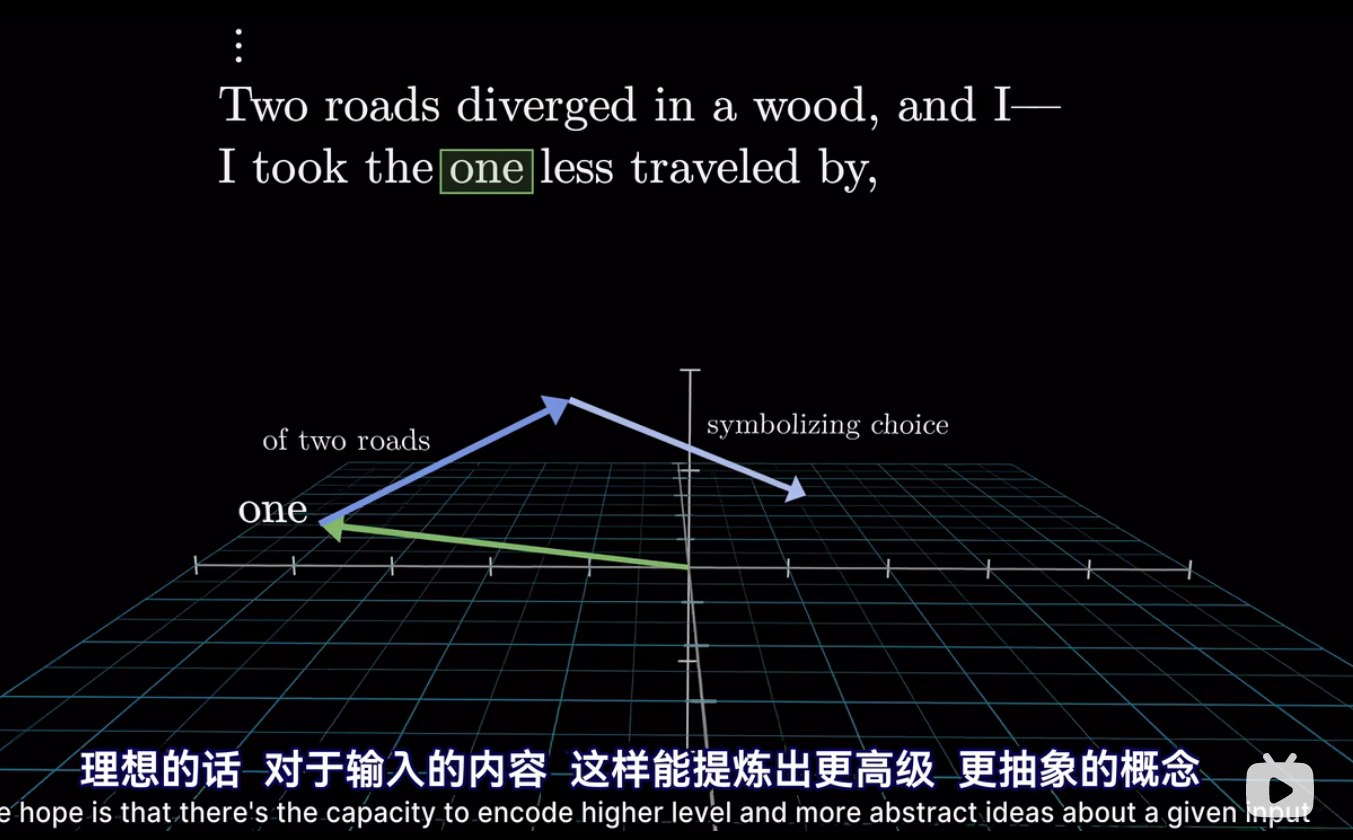 Two roads diverged in a wood, and I—
I took the one less traveled by,
symbolizing choice
of two roads
one
理想的话 对于输入的内容 这样能提炼出更高级 更抽象的概念
e hope is that there's the capacity to encode higher level and more abstract ideas about a given input